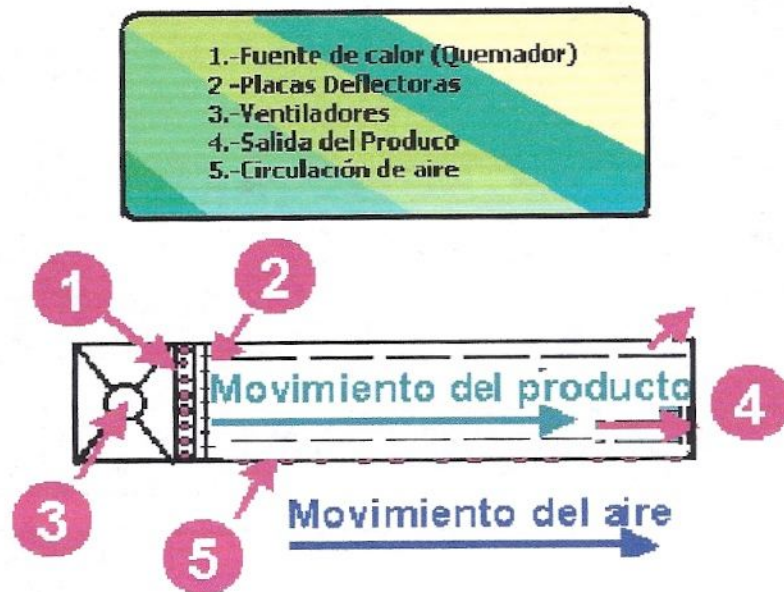 1.-Fuente de calor (Quemador)
2 -Placas Deflectoras
3.-Ventiladores
4.-Salida del Produco
5.-Circulación de aire
1
2
Movimiento del producto
4
3
5
Movimiento del aire